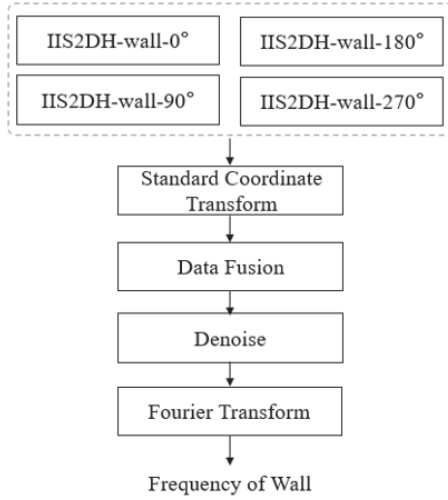 IIS2DH-wall-0°
IIS2DH-wall-180°
IIS2DH-wall-90°
IIS2DH-wall-270°
Standard Coordinate
Transform
Data Fusion
Denoise
Fourier Transform
Frequency of Wall